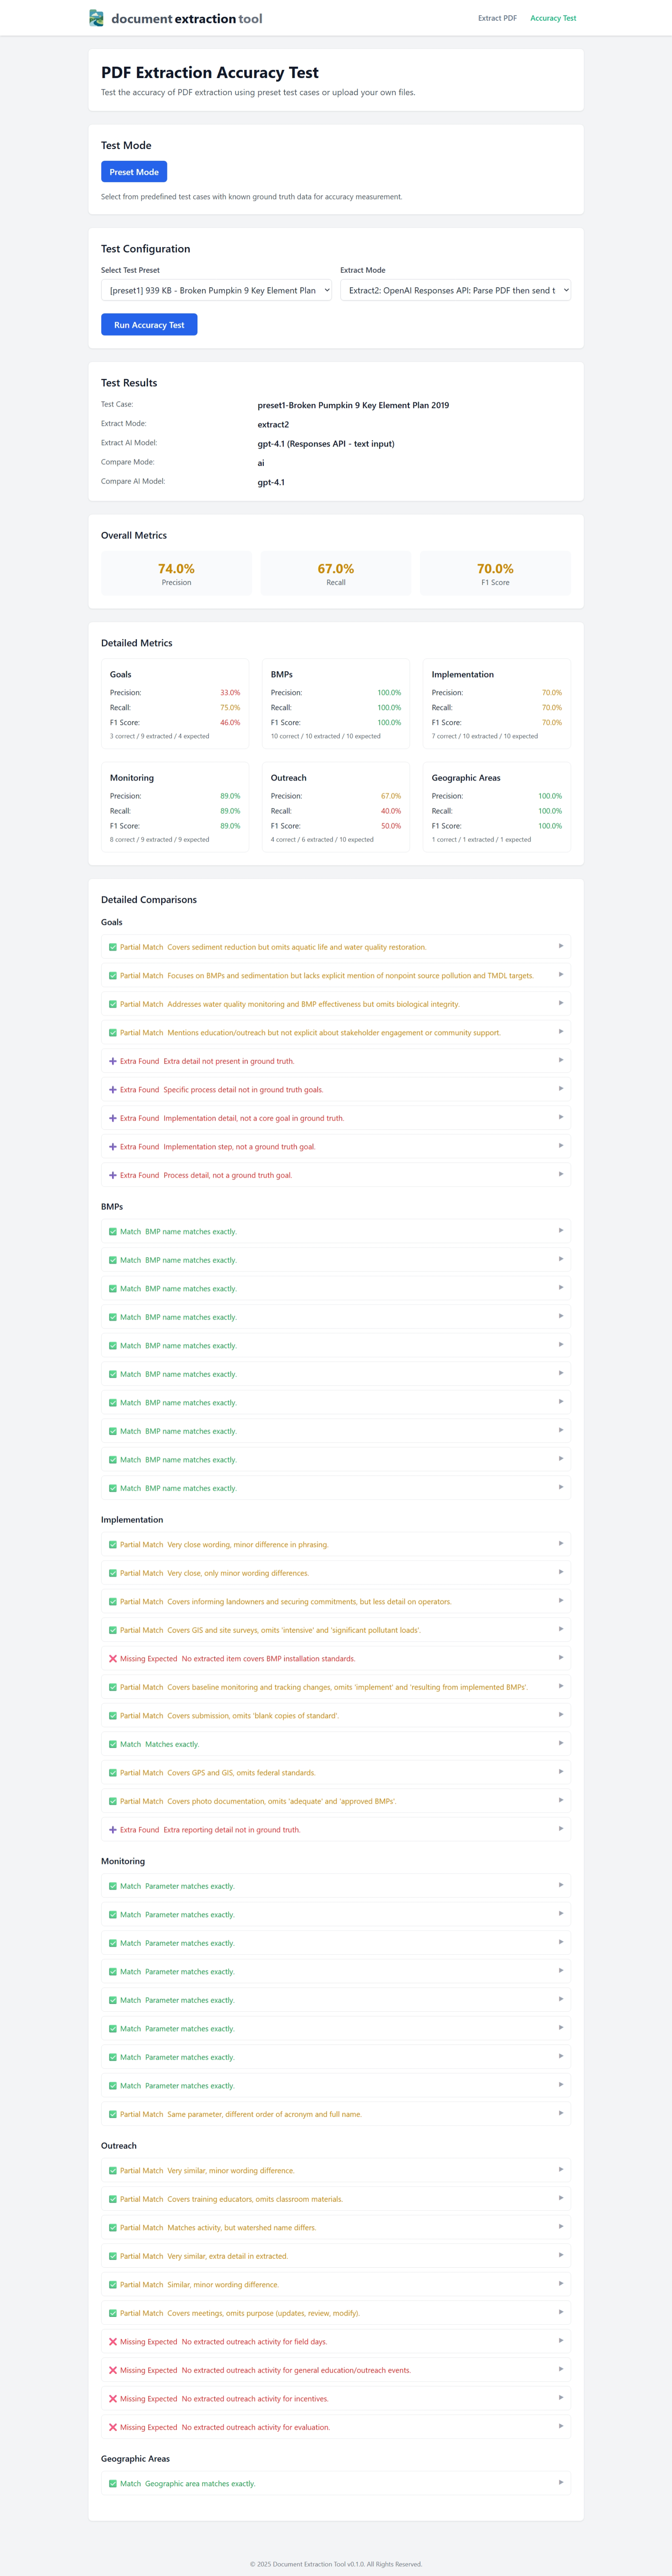 document extraction tool
Extract PDF
Accuracy Test
PDF Extraction Accuracy Test
Test the accuracy of PDF extraction using preset test cases or upload your own files.
Test Mode
Preset Mode
Select from predefined test cases with known ground truth data for accuracy measurement.
Test Configuration
Select Test Preset
Extract Mode
[preset1] 939 KB - Broken Pumpkin 9 Key Element Plan
Extract2: OpenAI Responses API: Parse PDF then send t
Run Accuracy Test
Test Results
Test Case: preset1-Broken Pumpkin 9 Key Element Plan 2019
Extract Mode: extract2
Extract AI Model: gpt-4.1 (Responses API - text input)
Compare Mode: ai
Compare AI Model: gpt-4.1
Overall Metrics
74.0%
Precision
67.0%
Recall
70.0%
F1 Score
Detailed Metrics
Goals
Precision: 33.0%
Recall: 75.0%
F1 Score: 46.0%
3 correct / 9 extracted / 4 expected
BMPs
Precision: 100.0%
Recall: 100.0%
F1 Score: 100.0%
10 correct / 10 extracted / 10 expected
Implementation
Precision: 70.0%
Recall: 70.0%
F1 Score: 70.0%
7 correct / 10 extracted / 10 expected
Monitoring
Precision: 89.0%
Recall: 89.0%
F1 Score: 89.0%
8 correct / 9 extracted / 9 expected
Outreach
Precision: 67.0%
Recall: 40.0%
F1 Score: 50.0%
4 correct / 6 extracted / 10 expected
Geographic Areas
Precision: 100.0%
Recall: 100.0%
F1 Score: 100.0%
1 correct / 1 extracted / 1 expected
Detailed Comparisons
Goals
Partial Match Covers sediment reduction but omits aquatic life and water quality restoration.
Partial Match Focuses on BMPs and sedimentation but lacks explicit mention of nonpoint source pollution and TMDL targets.
Partial Match Addresses water quality monitoring and BMP effectiveness but omits biological integrity.
Partial Match Mentions education/outreach but not explicit about stakeholder engagement or community support.
Extra Found Extra detail not present in ground truth.
Extra Found Specific process detail not in ground truth goals.
Extra Found Implementation detail, not a core goal in ground truth.
Extra Found Implementation step, not a ground truth goal.
Extra Found Process detail, not a ground truth goal.
BMPs
Match BMP name matches exactly.
Match BMP name matches exactly.
Match BMP name matches exactly.
Match BMP name matches exactly.
Match BMP name matches exactly.
Match BMP name matches exactly.
Match BMP name matches exactly.
Match BMP name matches exactly.
Match BMP name matches exactly.
Match BMP name matches exactly.
Implementation
Partial Match Very close wording, minor difference in phrasing.
Partial Match Very close, only minor wording differences.
Partial Match Covers informing landowners and securing commitments, but less detail on operators.
Partial Match Covers GIS and site surveys, omits 'intensive' and 'significant pollutant loads'.
Missing Expected No extracted item covers BMP installation standards.
Partial Match Covers baseline monitoring and tracking changes, omits 'implement' and 'resulting from implemented BMPs'.
Partial Match Covers submission, omits 'blank copies of standard'.
Match Matches exactly.
Partial Match Covers GPS and GIS, omits federal standards.
Partial Match Covers photo documentation, omits 'adequate' and 'approved BMPs'.
Extra Found Extra reporting detail not in ground truth.
Monitoring
Match Parameter matches exactly.
Match Parameter matches exactly.
Match Parameter matches exactly.
Match Parameter matches exactly.
Match Parameter matches exactly.
Match Parameter matches exactly.
Match Parameter matches exactly.
Match Parameter matches exactly.
Partial Match Same parameter, different order of acronym and full name.
Outreach
Partial Match Very similar, minor wording difference.
Partial Match Covers training educators, omits classroom materials.
Partial Match Matches activity, but watershed name differs.
Partial Match Very similar, extra detail in extracted.
Partial Match Similar, minor wording difference.
Partial Match Covers meetings, omits purpose (updates, review, modify).
Missing Expected No extracted outreach activity for field days.
Missing Expected No extracted outreach activity for general education/outreach events.
Missing Expected No extracted outreach activity for incentives.
Missing Expected No extracted outreach activity for evaluation.
Geographic Areas
Match Geographic area matches exactly.
© 2025 Document Extraction Tool v0.1.0. All Rights Reserved.